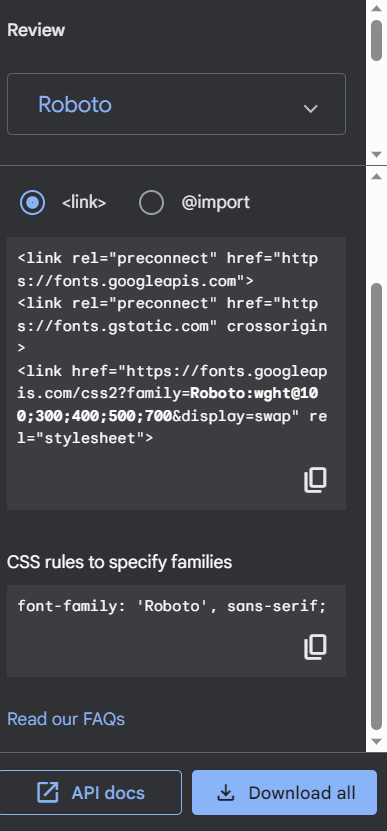 Review
Roboto
<link>
@import
<link rel="preconnect" href="http
s://fonts.googleapis.com">
<link rel="preconnect" href="http
s://fonts.gstatic.com" crossorigin
>
<link href="https://fonts.googleap
is.com/css2?family=Roboto:wght@10
0;300;400;500;700&display=swap" re
l="stylesheet">
CSS rules to specify families
font-family: 'Roboto', sans-serif;
Read our FAQs
API docs
Download all